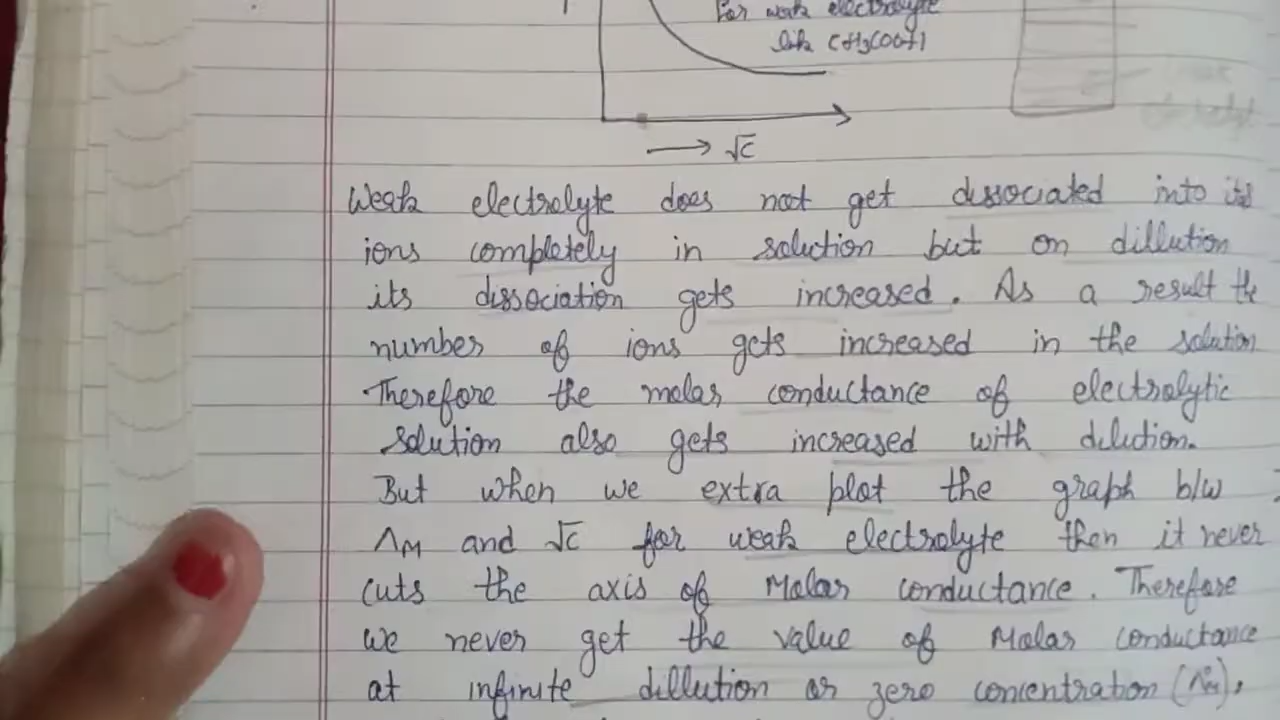 For weak electrolyte
like CH3COOH
→ √C
Weak electrolyte does not get dissociated into its
ions completely in solution but on dillution
its dissociation gets increased. As a result the
number of ions gets increased in the solution
Therefore the molar conductance of electrolytic
solution also gets increased with dilution.
But when we extra plot the graph b/w
ΛM and √C for weak electrolyte then it never
cuts the axis of Molar conductance. Therefore
we never get the value of Molar conductance
at infinite dillution or zero concentration (Λ°m),